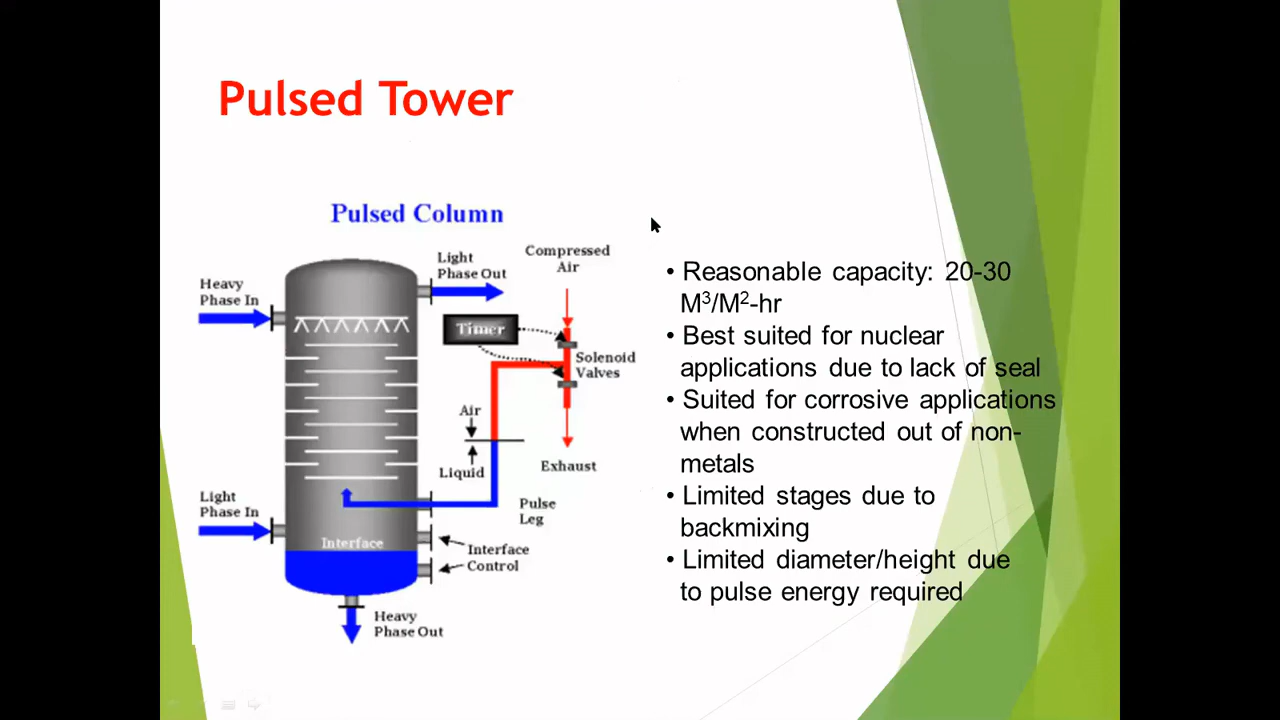 Pulsed Tower
Pulsed Column
Heavy
Phase In
Light
Phase Out
Compressed
Air
Timer
Solenoid
Valves
Air
Liquid
Exhaust
Light
Phase In
Pulse
Leg
Interface
Interface
Control
Heavy
Phase Out
• Reasonable capacity: 20-30
M³/M²-hr
• Best suited for nuclear
applications due to lack of seal
• Suited for corrosive applications
when constructed out of non-
metals
• Limited stages due to
backmixing
• Limited diameter/height due
to pulse energy required